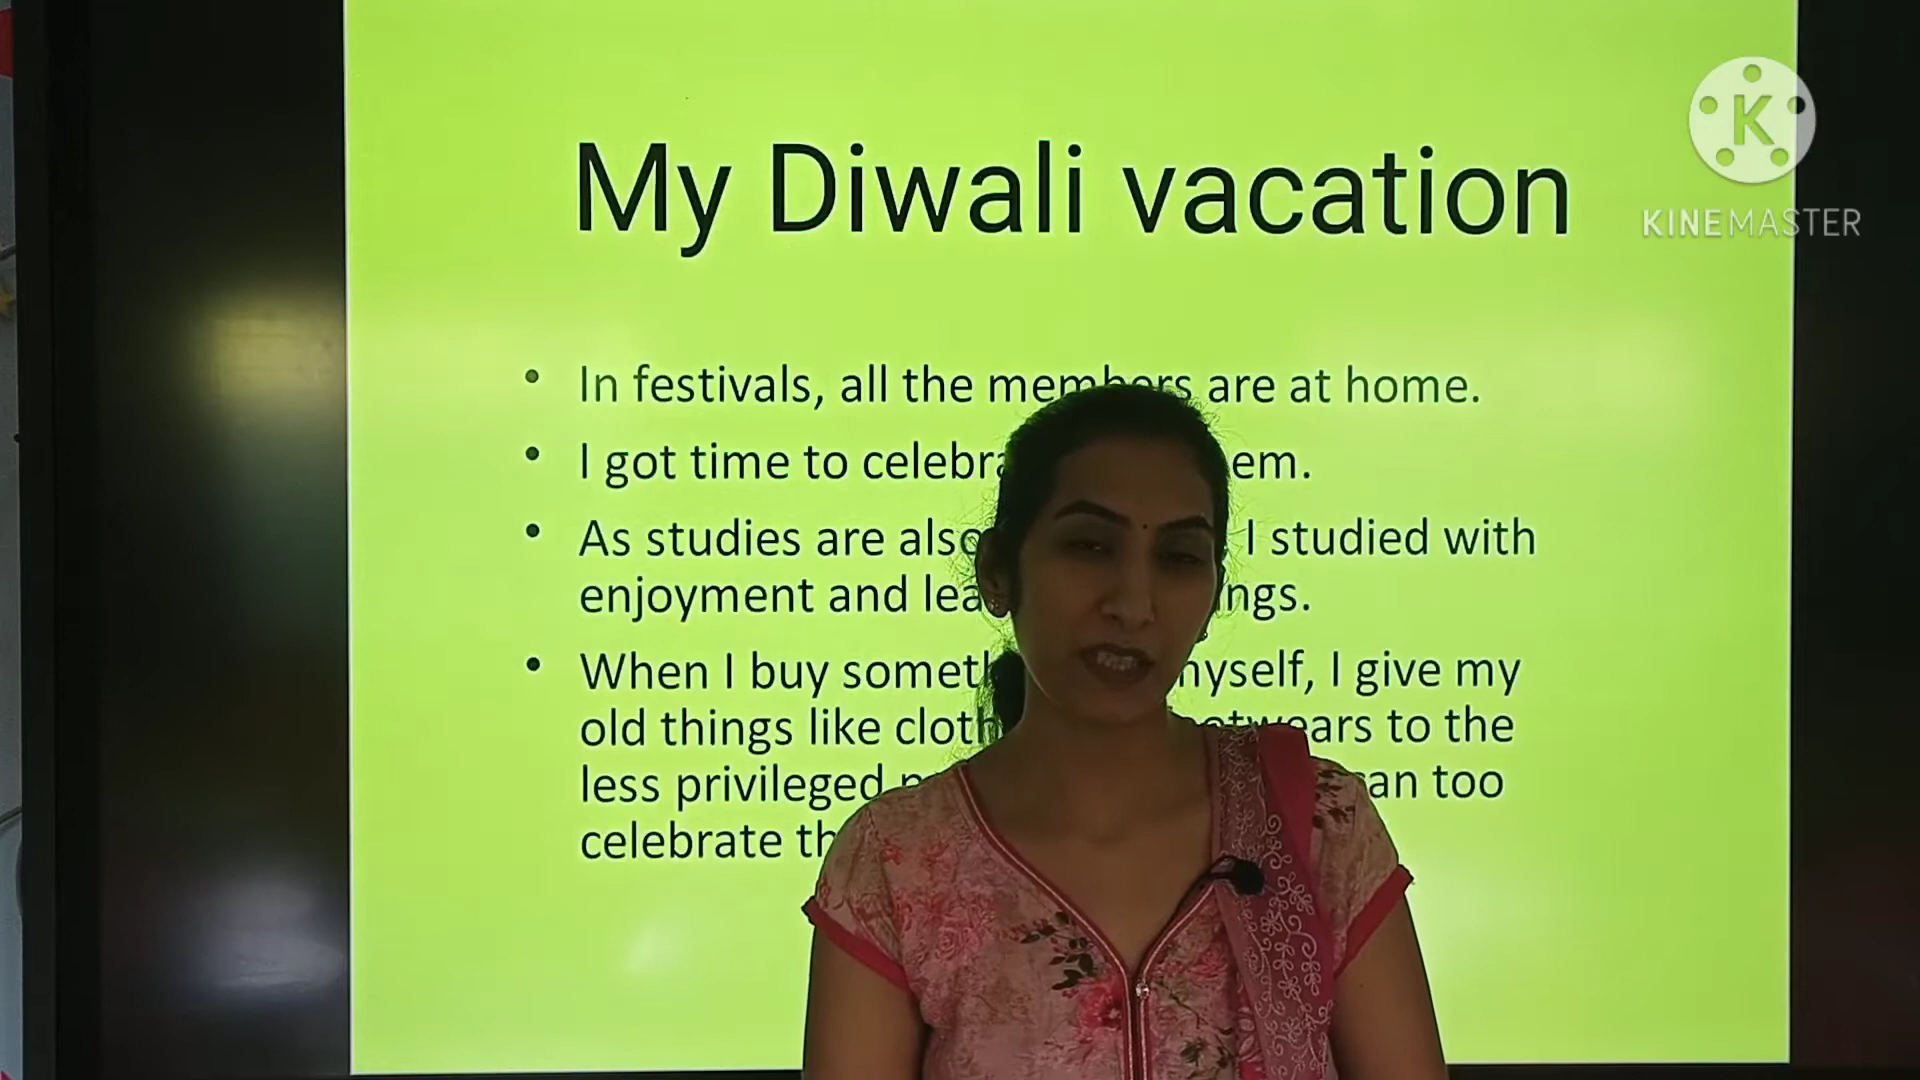 My Diwali vacation
K
KINEMASTER
• In festivals, all the members are at home.
• I got time to celebra em.
• As studies are also I studied with
enjoyment and lea ngs.
• When I buy someth myself, I give my
old things like cloth otwears to the
less privileged can too
celebrate th